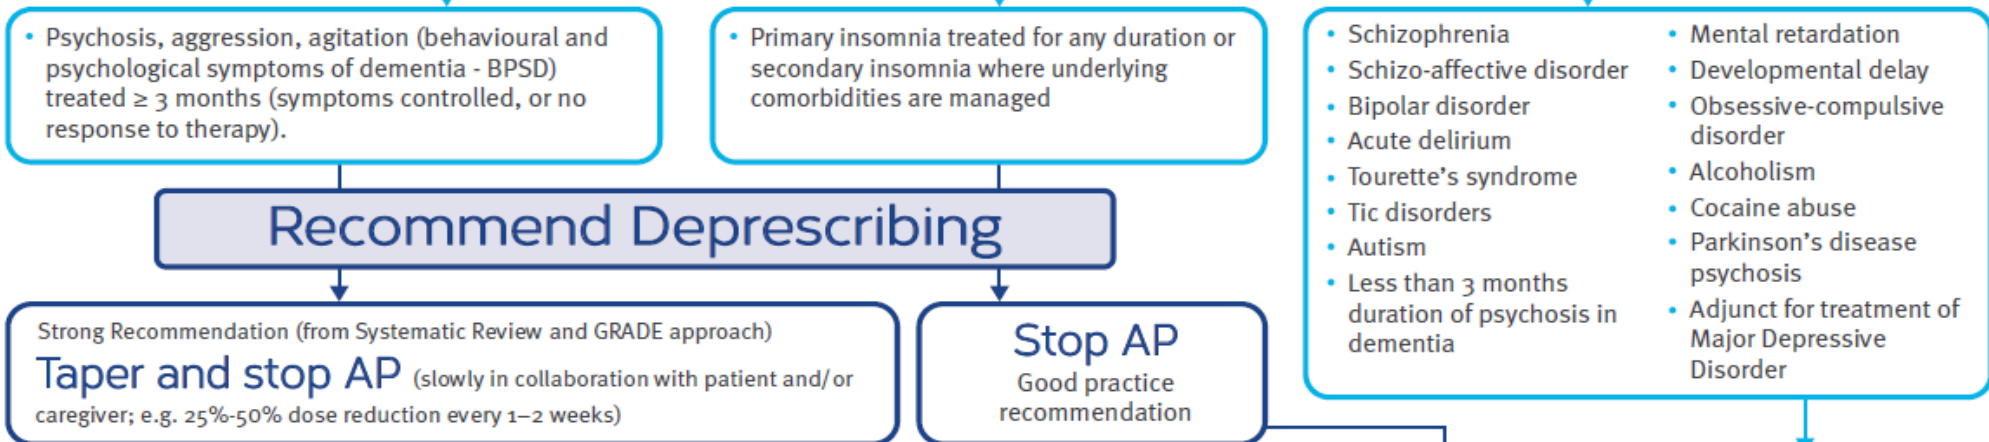 • Psychosis, aggression, agitation (behavioural and
psychological symptoms of dementia - BPSD)
treated ≥ 3 months (symptoms controlled, or no
response to therapy).
• Primary insomnia treated for any duration or
secondary insomnia where underlying
comorbidities are managed
• Schizophrenia
• Schizo-affective disorder
• Bipolar disorder
• Acute delirium
• Tourette’s syndrome
• Tic disorders
• Autism
• Less than 3 months
duration of psychosis in
dementia
• Mental retardation
• Developmental delay
• Obsessive-compulsive
disorder
• Alcoholism
• Cocaine abuse
• Parkinson’s disease
psychosis
• Adjunct for treatment of
Major Depressive
Disorder
Recommend Deprescribing
Strong Recommendation (from Systematic Review and GRADE approach)
Taper and stop AP (slowly in collaboration with patient and/or
caregiver; e.g. 25%-50% dose reduction every 1–2 weeks)
Stop AP
Good practice
recommendation